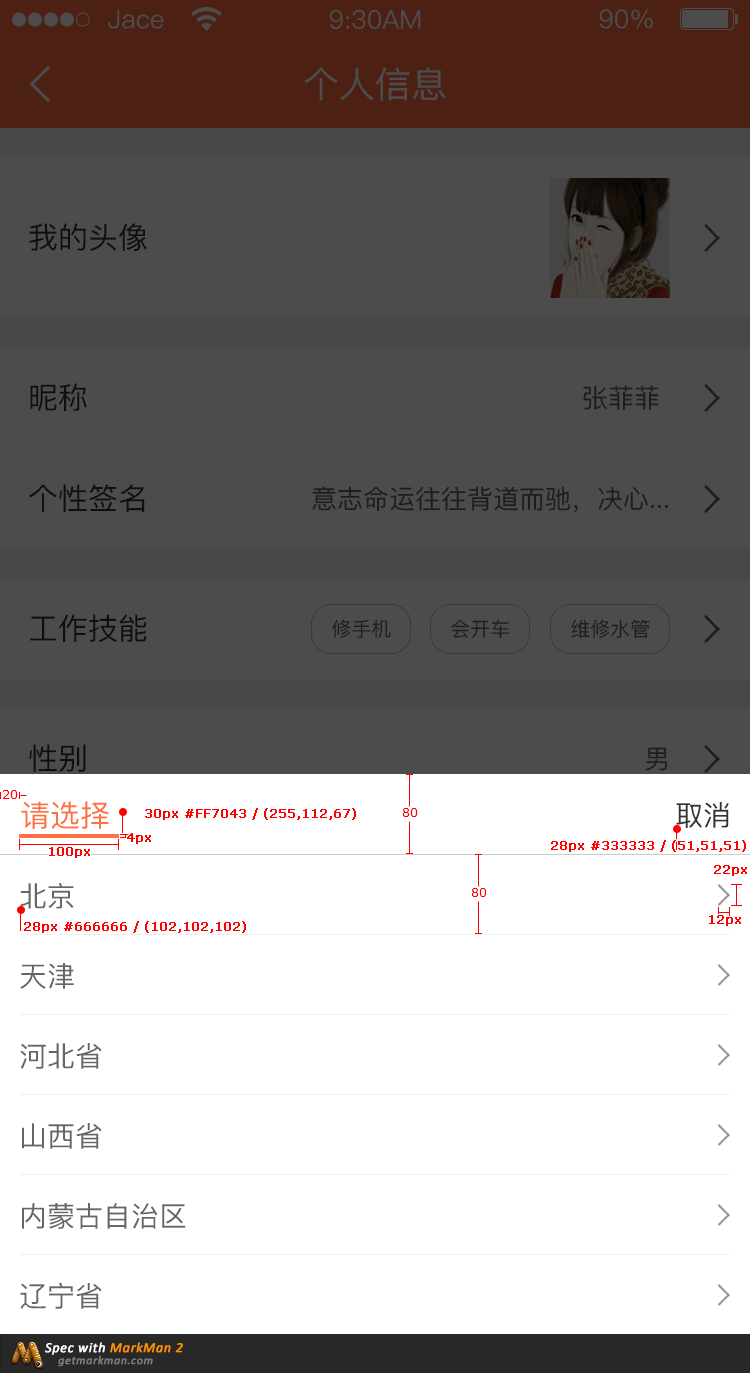 Jace 9:30AM 90%
个人信息
我的头像
昵称 张菲菲
个性签名 意志命运往往背道而驰，决心...
工作技能 修手机 会开车 维修水管
性别 男
20
请选择 30px #FF7043 / (255,112,67) 80 取消
4px
100px
28px #333333 / (51,51,51)
22px
北京 80
12px
28px #666666 / (102,102,102)
天津
河北省
山西省
内蒙古自治区
辽宁省
Spec with MarkMan 2
getmarkman.com